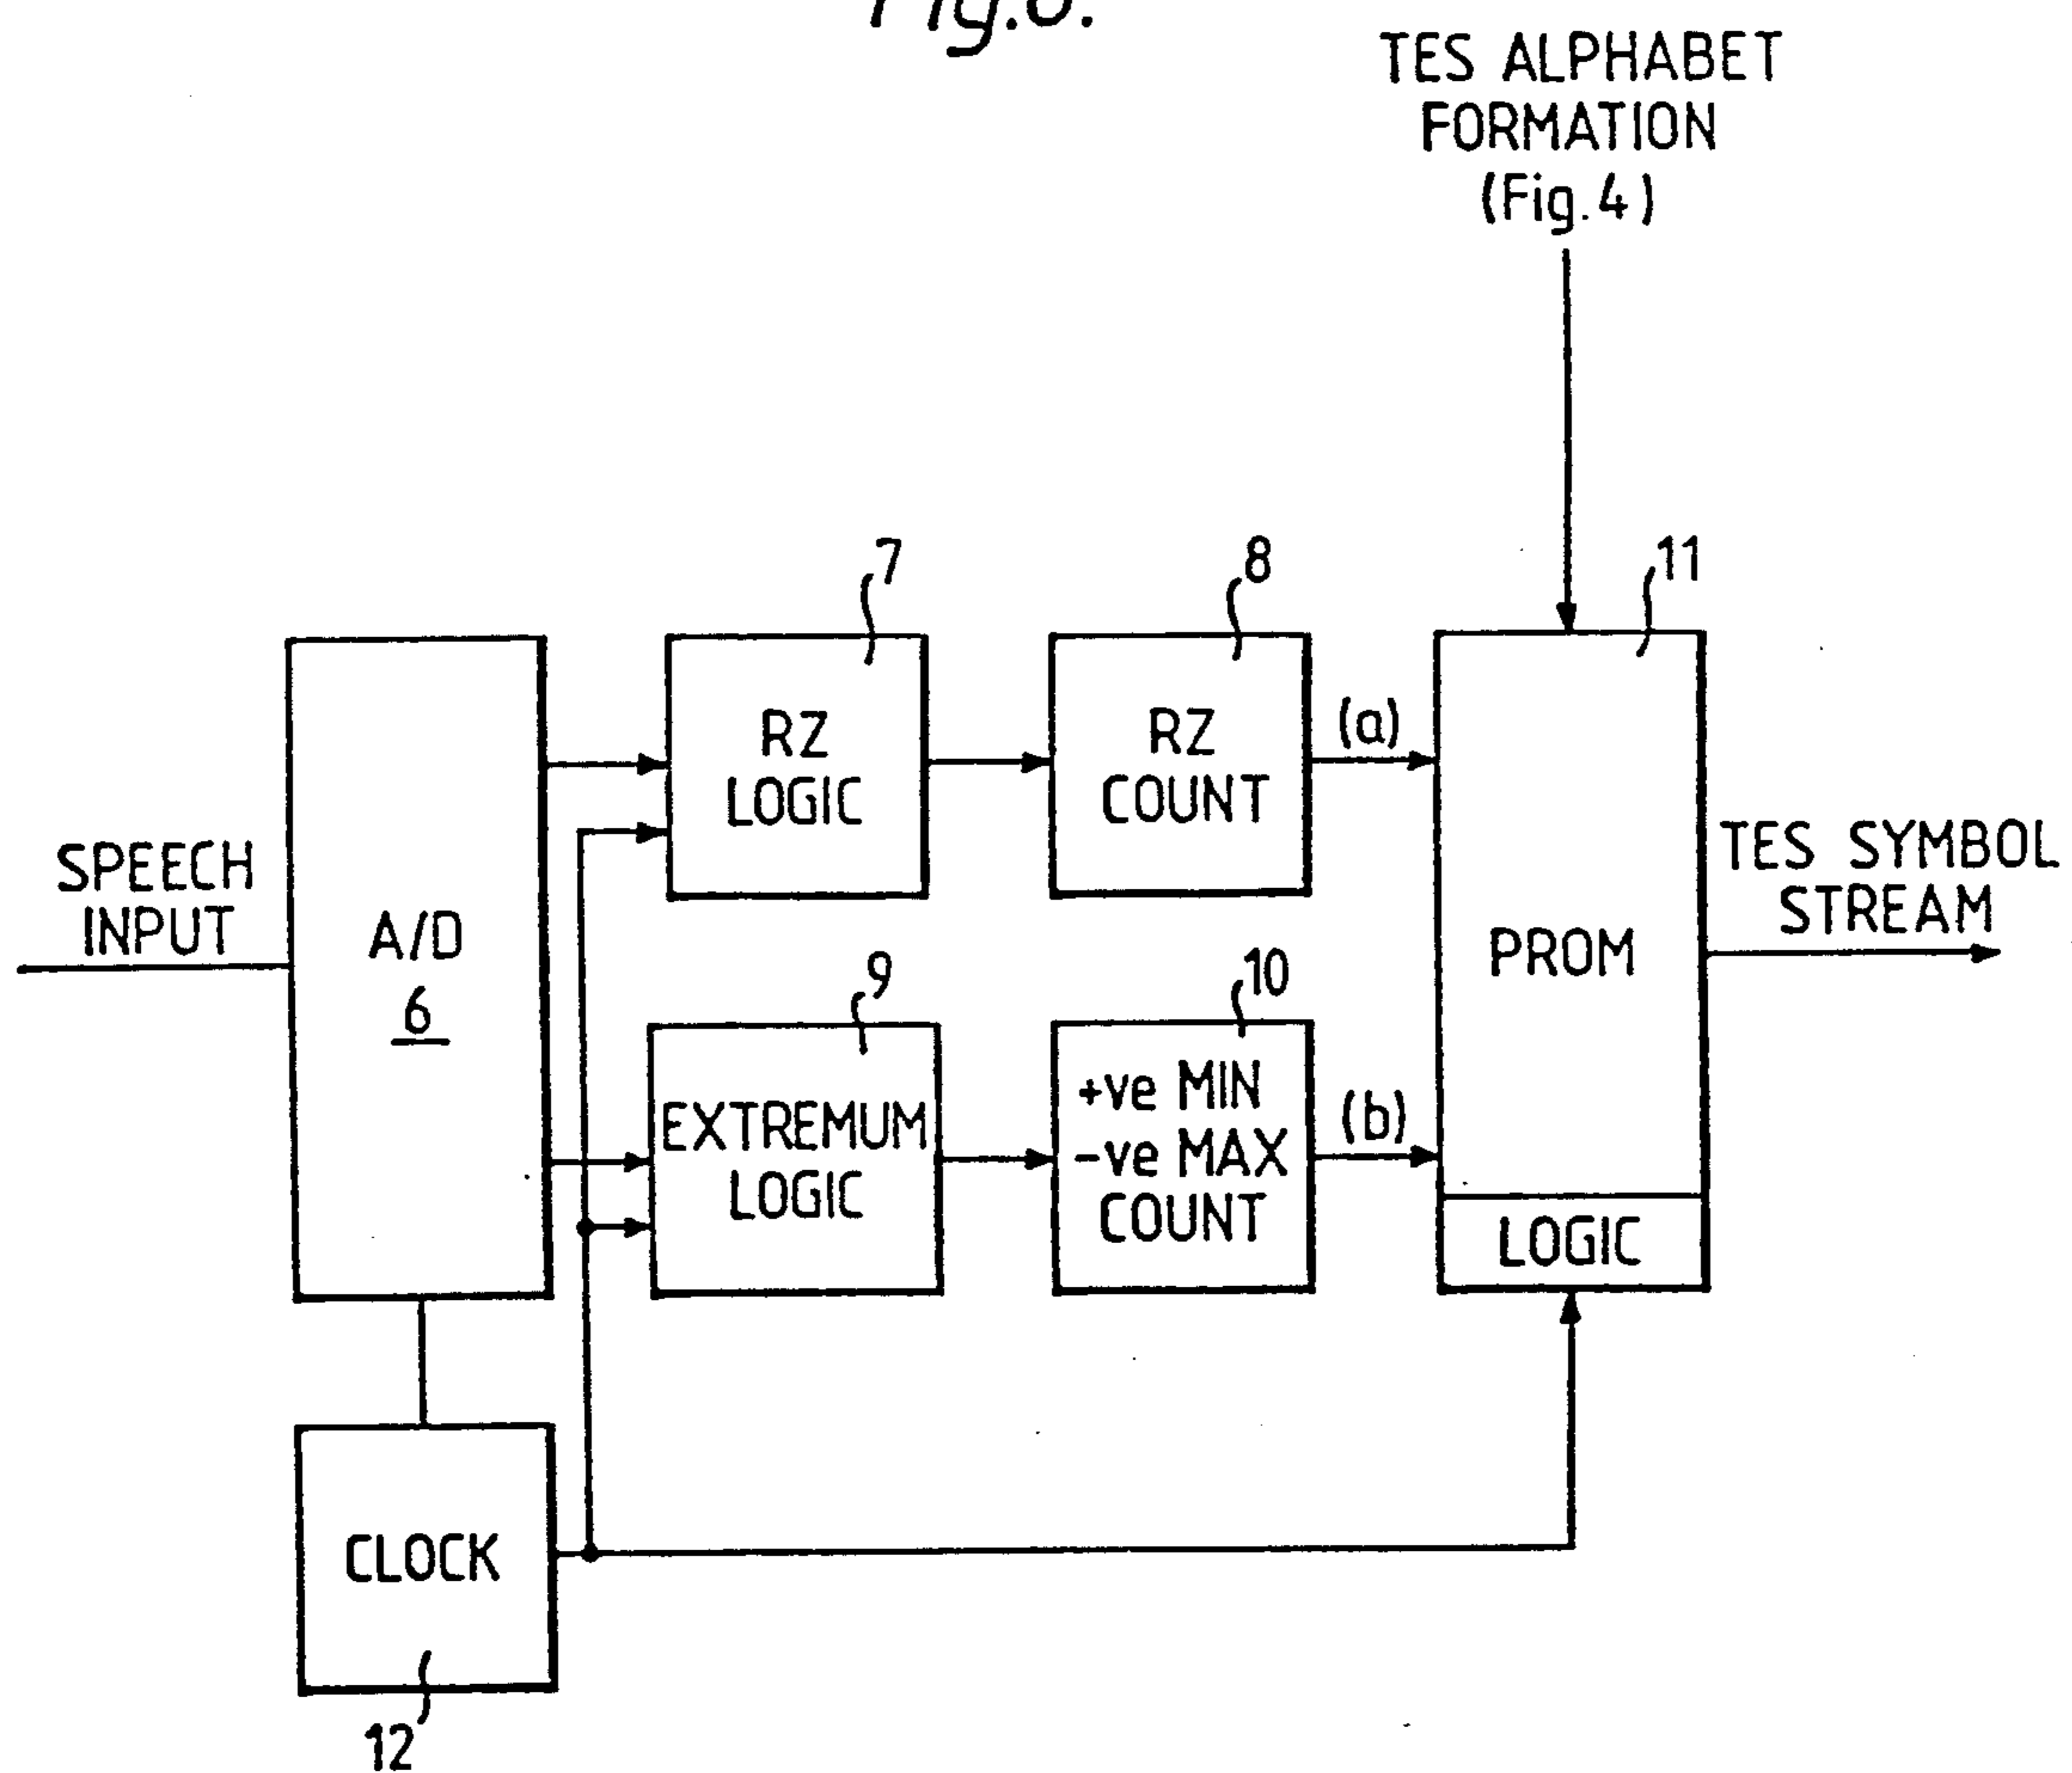 TES ALPHABET
FORMATION
(Fig.4)
7
8
11
RZ
LOGIC
RZ
COUNT
(a)
SPEECH
INPUT
A/D
6
PROM
TES SYMBOL
STREAM
9
10
EXTREMUM
LOGIC
+ve MIN
-ve MAX
COUNT
(b)
LOGIC
CLOCK
12